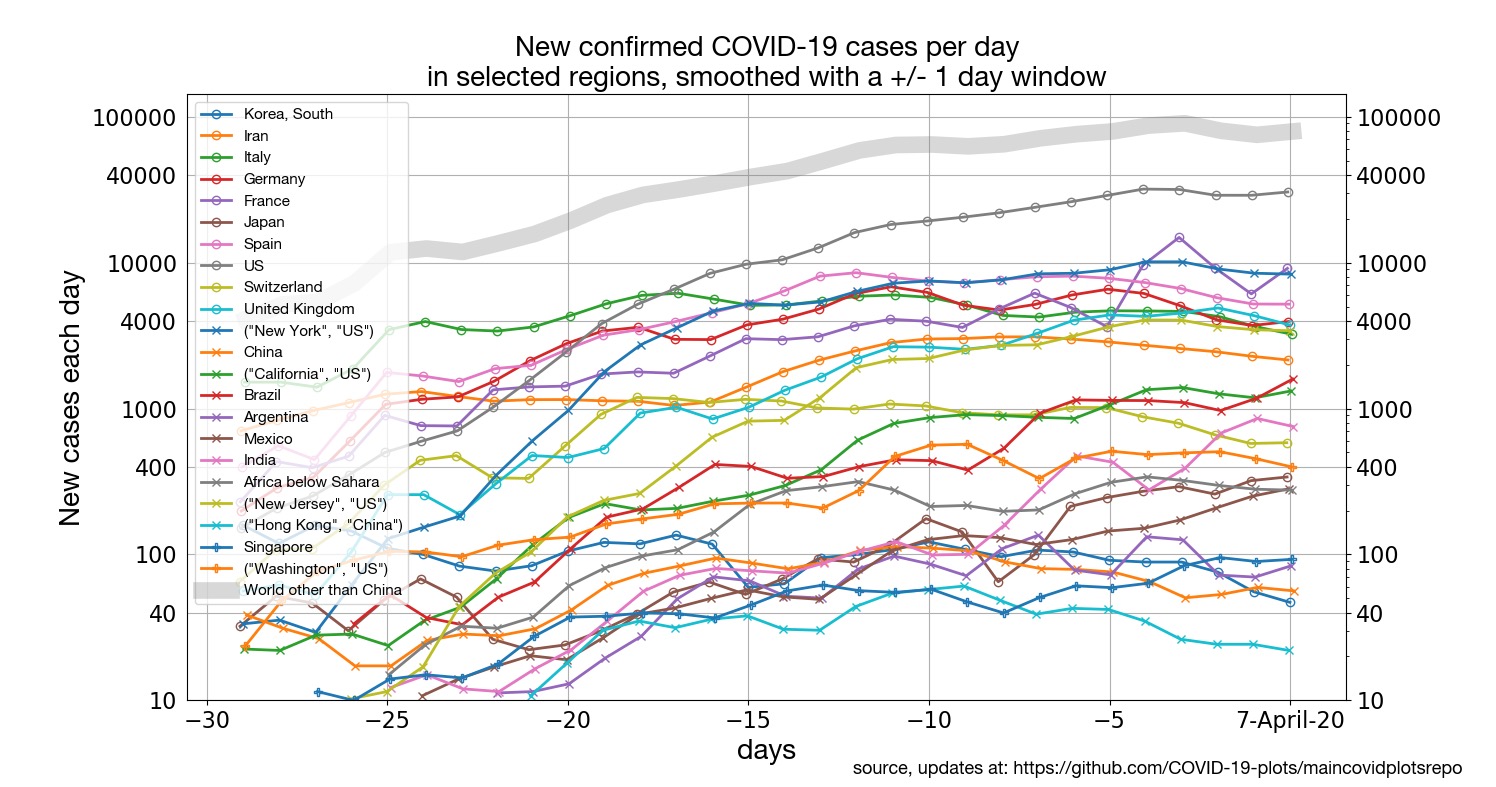 New confirmed COVID-19 cases per day
in selected regions, smoothed with a +/- 1 day window
New cases each day
100000
40000
10000
4000
1000
400
100
40
10
Korea, South
Iran
Italy
Germany
France
Japan
Spain
US
Switzerland
United Kingdom
("New York", "US")
China
("California", "US")
Brazil
Argentina
Mexico
India
Africa below Sahara
("New Jersey", "US")
("Hong Kong", "China")
Singapore
("Washington", "US")
World other than China
100000
40000
10000
4000
1000
400
100
40
10
−30 −25 −20 −15 −10 −5 7-April-20
days
source, updates at: https://github.com/COVID-19-plots/maincovidplotsrepo